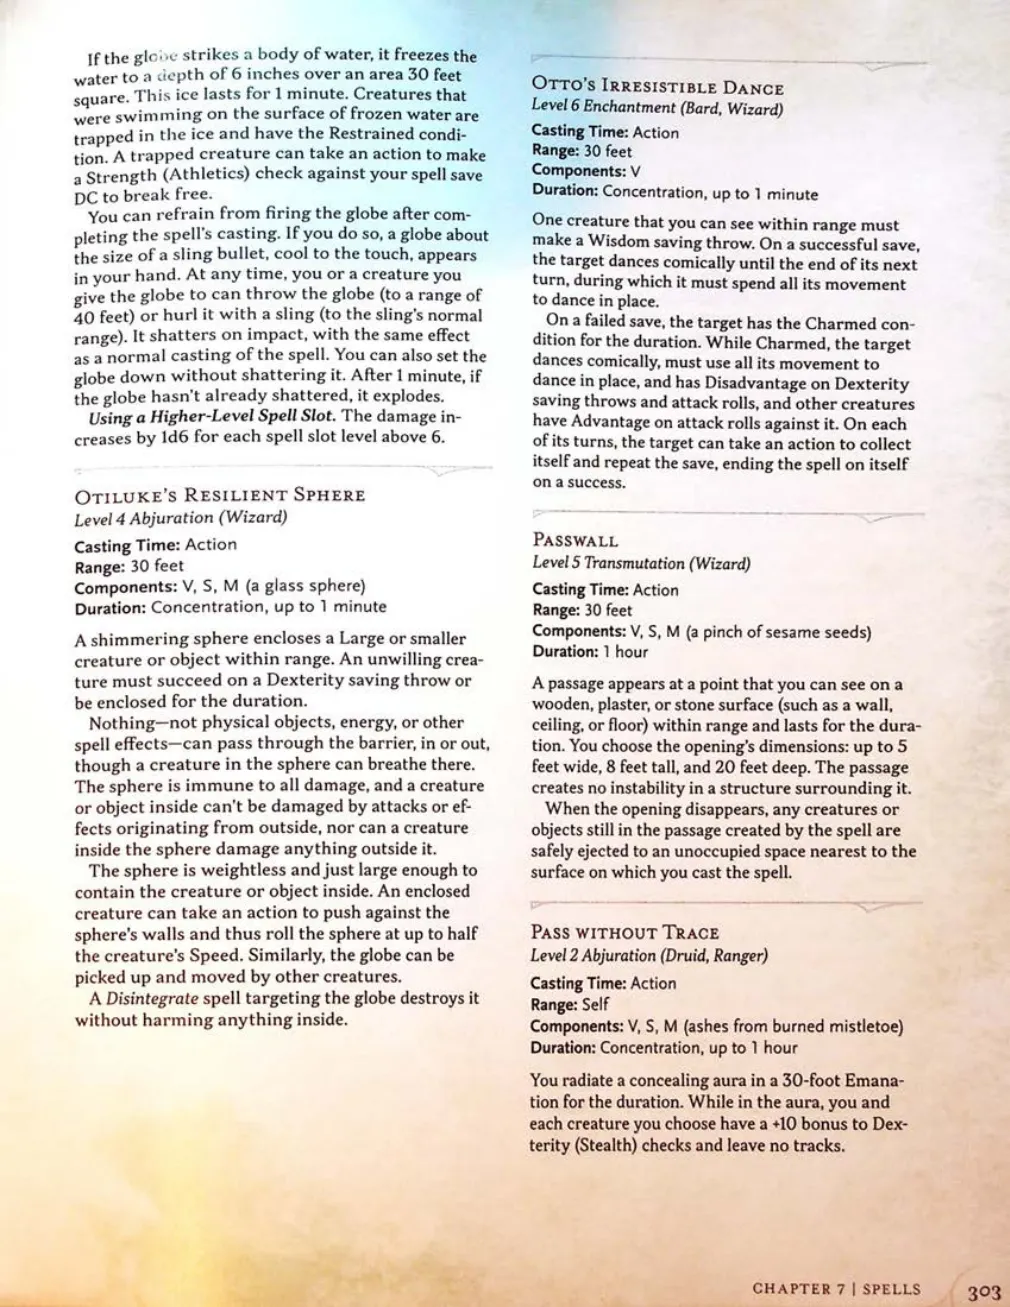 If the globe strikes a body of water, it freezes the
water to a depth of 6 inches over an area 30 feet
square. This ice lasts for 1 minute. Creatures that
were swimming on the surface of frozen water are
trapped in the ice and have the Restrained condi-
tion. A trapped creature can take an action to make
a Strength (Athletics) check against your spell save
DC to break free.
You can refrain from firing the globe after com-
pleting the spell's casting. If you do so, a globe about
the size of a sling bullet, cool to the touch, appears
in your hand. At any time, you or a creature you
give the globe to can throw the globe (to a range of
40 feet) or hurl it with a sling (to the sling's normal
range). It shatters on impact, with the same effect
as a normal casting of the spell. You can also set the
globe down without shattering it. After 1 minute, if
the globe hasn't already shattered, it explodes.
Using a Higher-Level Spell Slot. The damage in-
creases by 1d6 for each spell slot level above 6.
OTILUKE'S RESILIENT SPHERE
Level 4 Abjuration (Wizard)
Casting Time: Action
Range: 30 feet
Components: V, S, M (a glass sphere)
Duration: Concentration, up to 1 minute
A shimmering sphere encloses a Large or smaller
creature or object within range. An unwilling crea-
ture must succeed on a Dexterity saving throw or
be enclosed for the duration.
Nothing—not physical objects, energy, or other
spell effects—can pass through the barrier, in or out,
though a creature in the sphere can breathe there.
The sphere is immune to all damage, and a creature
or object inside can't be damaged by attacks or ef-
fects originating from outside, nor can a creature
inside the sphere damage anything outside it.
The sphere is weightless and just large enough to
contain the creature or object inside. An enclosed
creature can take an action to push against the
sphere's walls and thus roll the sphere at up to half
the creature's Speed. Similarly, the globe can be
picked up and moved by other creatures.
A Disintegrate spell targeting the globe destroys it
without harming anything inside.
OTTO'S IRRESISTIBLE DANCE
Level 6 Enchantment (Bard, Wizard)
Casting Time: Action
Range: 30 feet
Components: V
Duration: Concentration, up to 1 minute
One creature that you can see within range must
make a Wisdom saving throw. On a successful save,
the target dances comically until the end of its next
turn, during which it must spend all its movement
to dance in place.
On a failed save, the target has the Charmed con-
dition for the duration. While Charmed, the target
dances comically, must use all its movement to
dance in place, and has Disadvantage on Dexterity
saving throws and attack rolls, and other creatures
have Advantage on attack rolls against it. On each
of its turns, the target can take an action to collect
itself and repeat the save, ending the spell on itself
on a success.
PASSWALL
Level 5 Transmutation (Wizard)
Casting Time: Action
Range: 30 feet
Components: V, S, M (a pinch of sesame seeds)
Duration: 1 hour
A passage appears at a point that you can see on a
wooden, plaster, or stone surface (such as a wall,
ceiling, or floor) within range and lasts for the dura-
tion. You choose the opening's dimensions: up to 5
feet wide, 8 feet tall, and 20 feet deep. The passage
creates no instability in a structure surrounding it.
When the opening disappears, any creatures or
objects still in the passage created by the spell are
safely ejected to an unoccupied space nearest to the
surface on which you cast the spell.
PASS WITHOUT TRACE
Level 2 Abjuration (Druid, Ranger)
Casting Time: Action
Range: Self
Components: V, S, M (ashes from burned mistletoe)
Duration: Concentration, up to 1 hour
You radiate a concealing aura in a 30-foot Emana-
tion for the duration. While in the aura, you and
each creature you choose have a +10 bonus to Dex-
terity (Stealth) checks and leave no tracks.
CHAPTER 7 | SPELLS 303